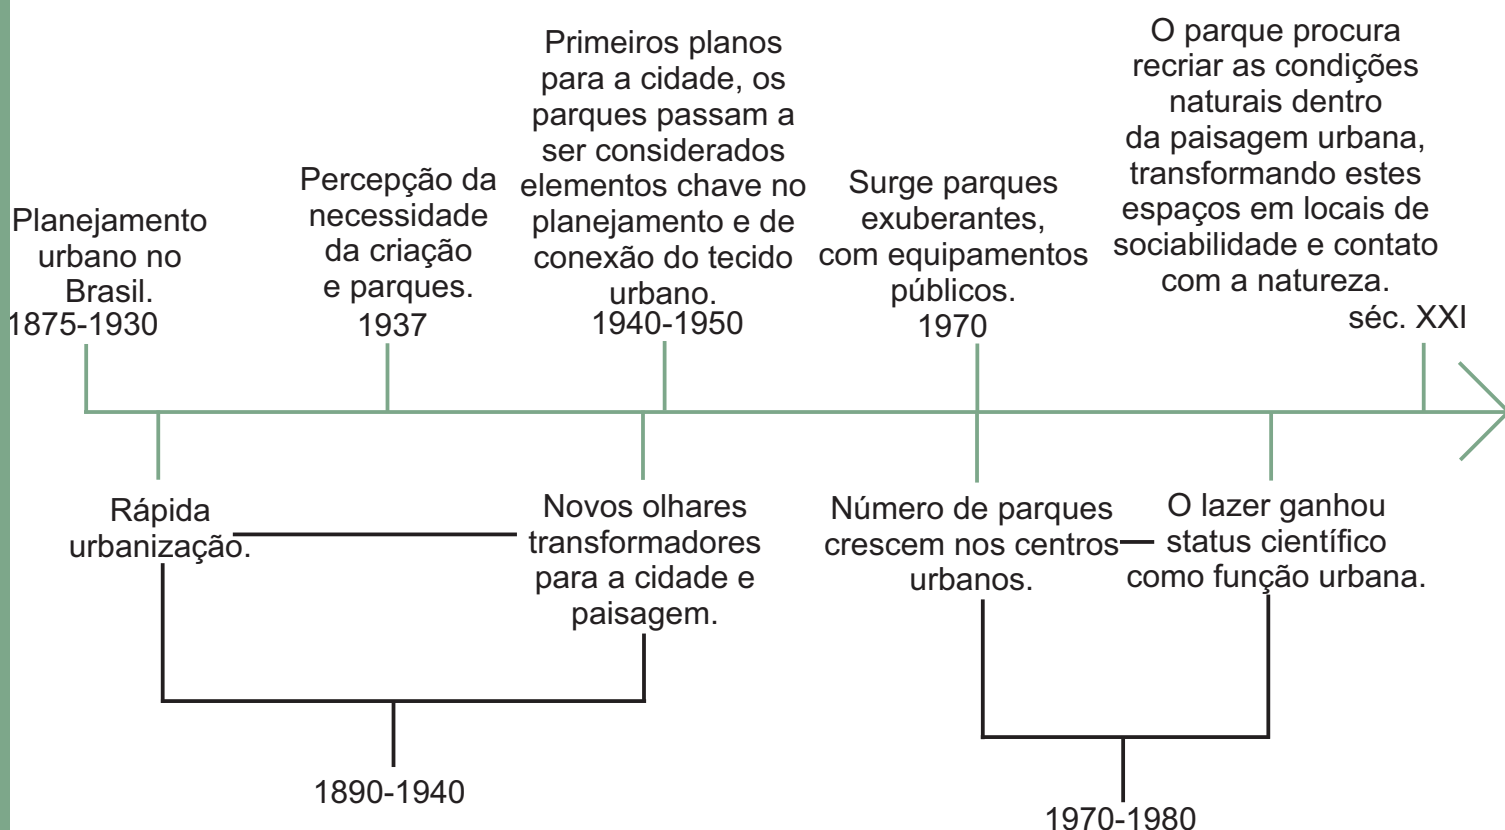 Planejamento
urbano no
Brasil.
1875-1930
Percepção da
necessidade
da criação
e parques.
1937
Primeiros planos
para a cidade, os
parques passam a
ser considerados
elementos chave no
planejamento e de
conexão do tecido
urbano.
1940-1950
Surge parques
exuberantes,
com equipamentos
públicos.
1970
O parque procura
recriar as condições
naturais dentro
da paisagem urbana,
transformando estes
espaços em locais de
sociabilidade e contato
com a natureza.
séc. XXI
Rápida
urbanização.
Novos olhares
transformadores
para a cidade e
paisagem.
1890-1940
Número de parques
crescem nos centros
urbanos.
O lazer ganhou
status científico
como função urbana.
1970-1980